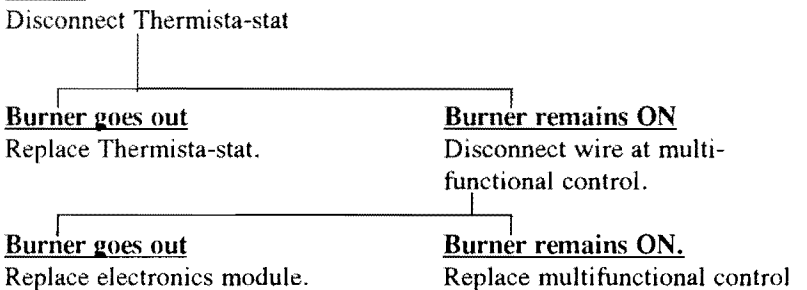 Disconnect Thermista-stat
Burner goes out
Burner remains ON
Replace Thermista-stat.
Disconnect wire at multi-
functional control.
Burner goes out
Burner remains ON.
Replace electronics module.
Replace multifunctional control